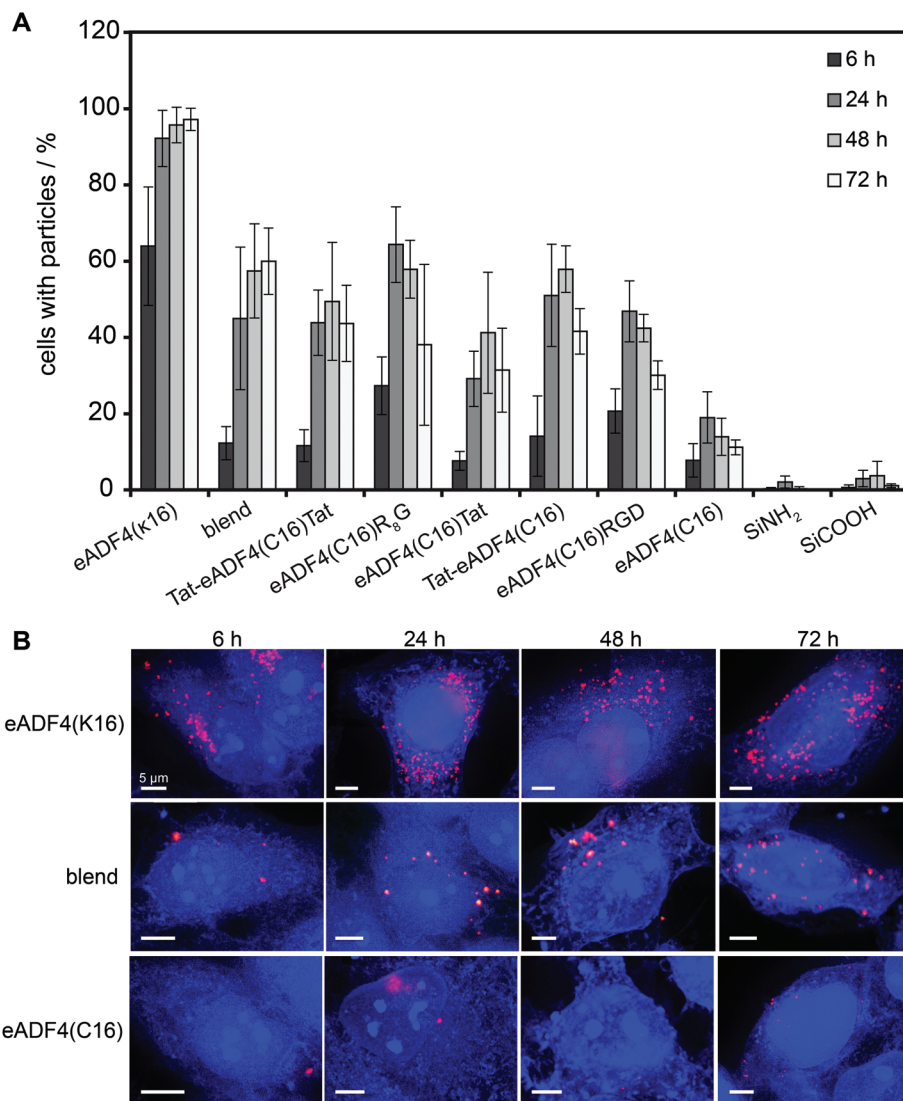 A
120
100
80
60
40
20
0
cells with particles / %
6 h
24 h
48 h
72 h
eADF4(κ16)
blend
Tat-eADF4(C16)Tat
eADF4(C16)R₈G
eADF4(C16)Tat
Tat-eADF4(C16)
eADF4(C16)RGD
eADF4(C16)
SiNH₂
SiCOOH
B
6 h 24 h 48 h 72 h
eADF4(K16)
5 µm
blend
eADF4(C16)